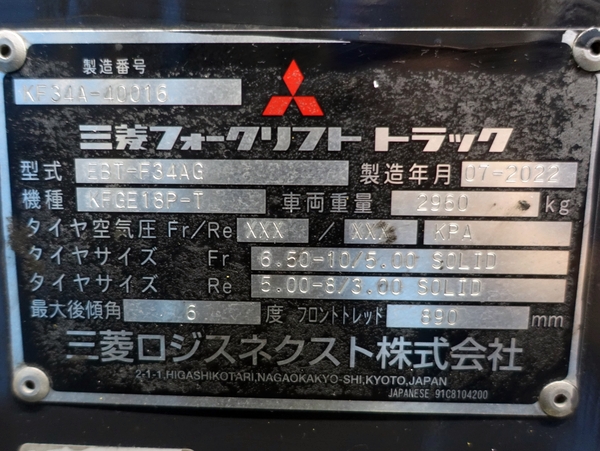 製造番号
KF34A-40016
三菱フォークリフト トラック
型式 EBT-F34AG 製造年月 07-2022
機種 KFGE18P-T 車両重量 2950 kg
タイヤ空気圧 Fr/Re XXX / XXX KPA
タイヤサイズ Fr 6.50-10/5.00 SOLID
タイヤサイズ Re 5.00-8/3.00 SOLID
最大後傾角 6 度 フロントトレッド 890 mm
三菱ロジスネクスト株式会社
2-1-1,HIGASHIKOTARI,NAGAOKAKYO-SHI,KYOTO,JAPAN
JAPANESE 91C8104200